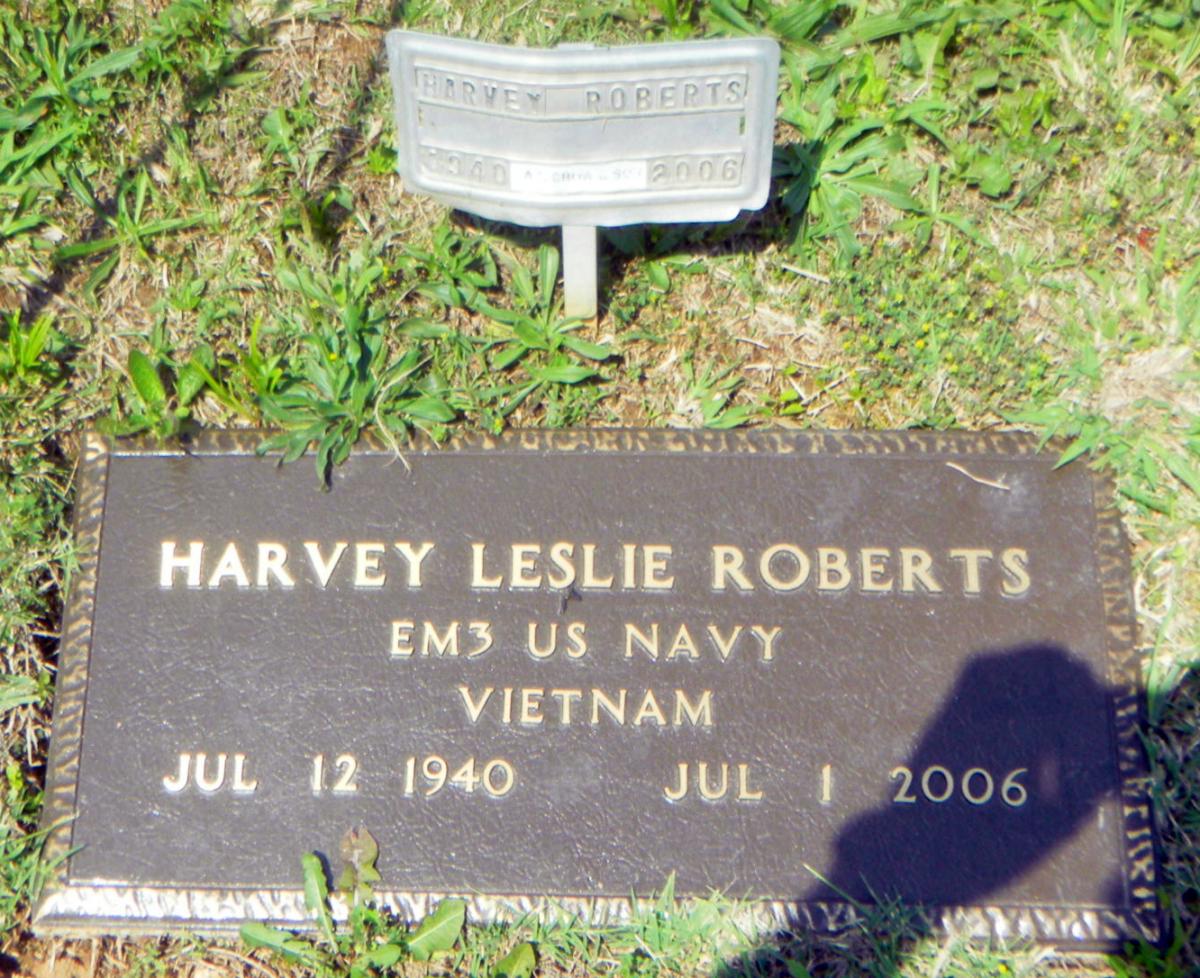 HARVEY ROBERTS
1940 2006
HARVEY LESLIE ROBERTS
EM3 US NAVY
VIETNAM
JUL 12 1940 JUL 1 2006